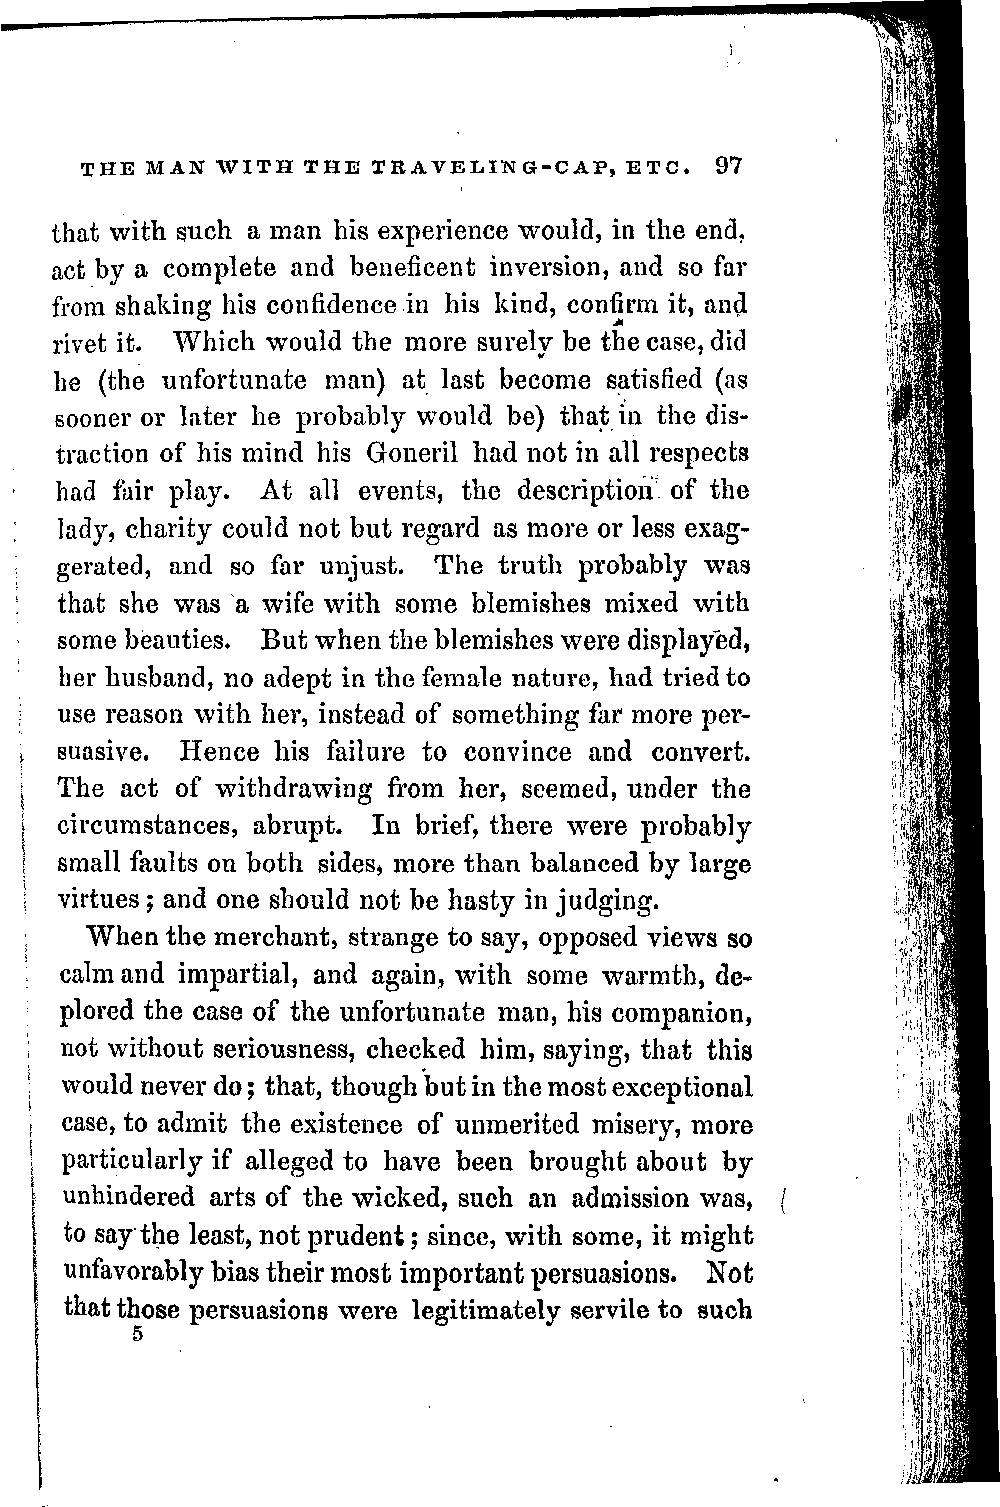 THE MAN WITH THE TRAVELING-CAP, ETC. 97
that with such a man his experience would, in the end,
act by a complete and beneficent inversion, and so far
from shaking his confidence in his kind, confirm it, and
rivet it. Which would the more surely be the case, did
he (the unfortunate man) at last become satisfied (as
sooner or later he probably would be) that in the dis-
traction of his mind his Goneril had not in all respects
had fair play. At all events, the description of the
lady, charity could not but regard as more or less exag-
gerated, and so far unjust. The truth probably was
that she was a wife with some blemishes mixed with
some beauties. But when the blemishes were displayed,
her husband, no adept in the female nature, had tried to
use reason with her, instead of something far more per-
suasive. Hence his failure to convince and convert.
The act of withdrawing from her, seemed, under the
circumstances, abrupt. In brief, there were probably
small faults on both sides, more than balanced by large
virtues; and one should not be hasty in judging.
When the merchant, strange to say, opposed views so
calm and impartial, and again, with some warmth, de-
plored the case of the unfortunate man, his companion,
not without seriousness, checked him, saying, that this
would never do; that, though but in the most exceptional
case, to admit the existence of unmerited misery, more
particularly if alleged to have been brought about by
unhindered arts of the wicked, such an admission was,
to say the least, not prudent; since, with some, it might
unfavorably bias their most important persuasions. Not
that those persuasions were legitimately servile to such
5